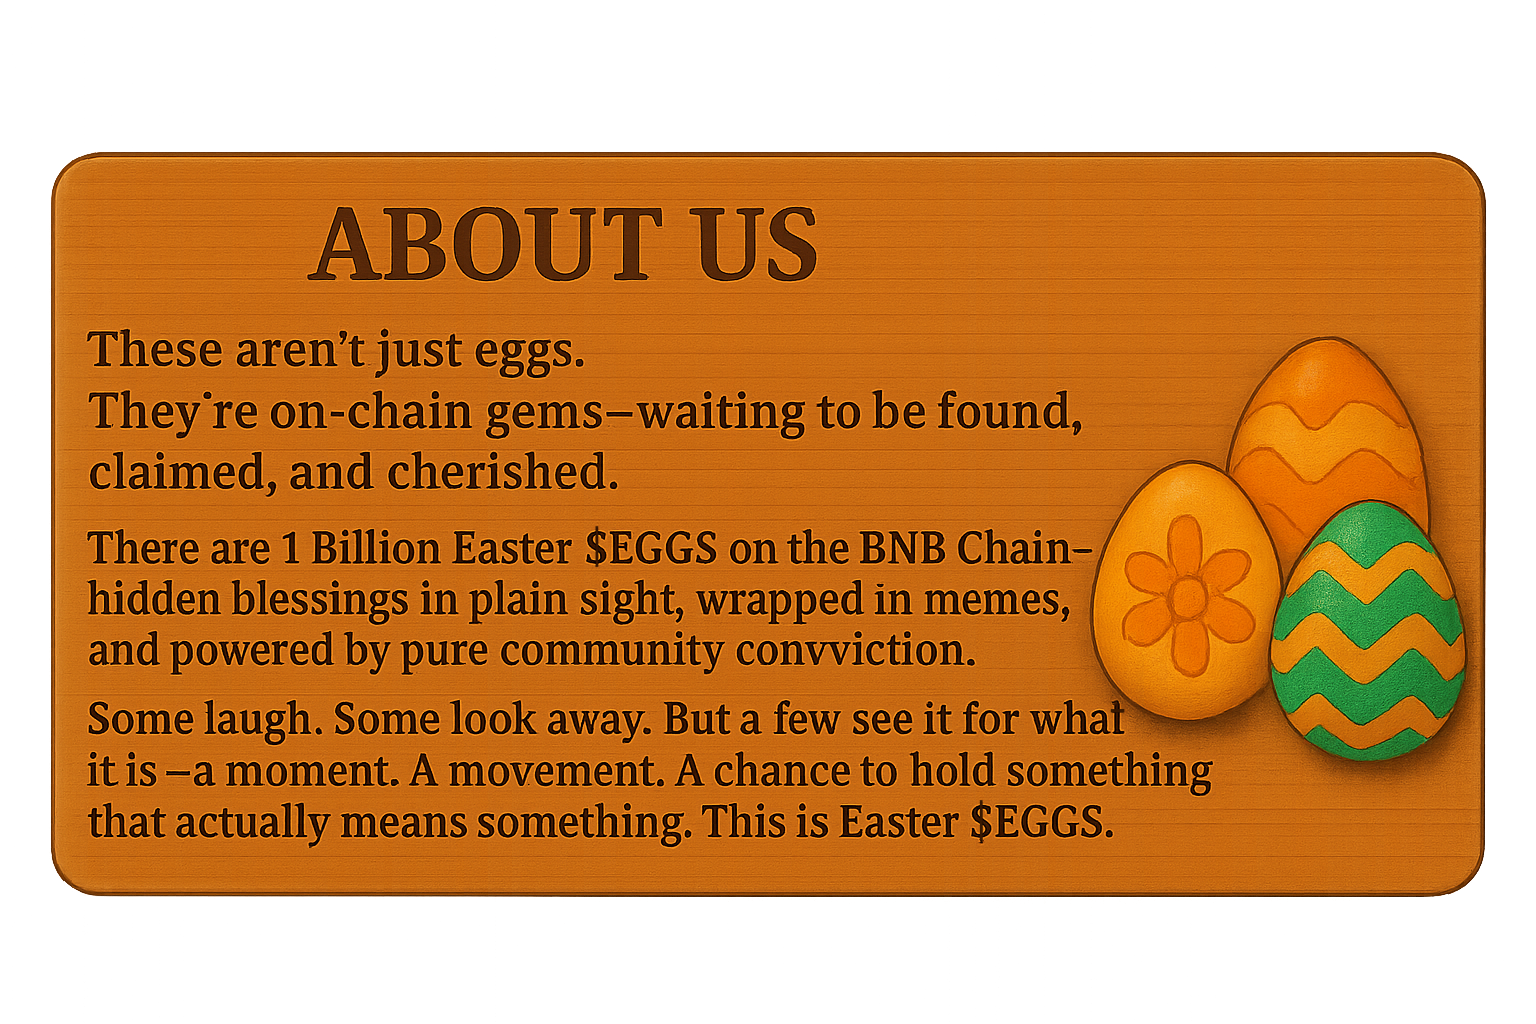 ABOUT US
These aren't just eggs.
They're on-chain gems—waiting to be found,
claimed, and cherished.
There are 1 Billion Easter $EGGS on the BNB Chain–
hidden blessings in plain sight, wrapped in memes,
and powered by pure community convviction.
Some laugh. Some look away. But a few see it for what
it is —a moment. A movement. A chance to hold something
that actually means something. This is Easter $EGGS.